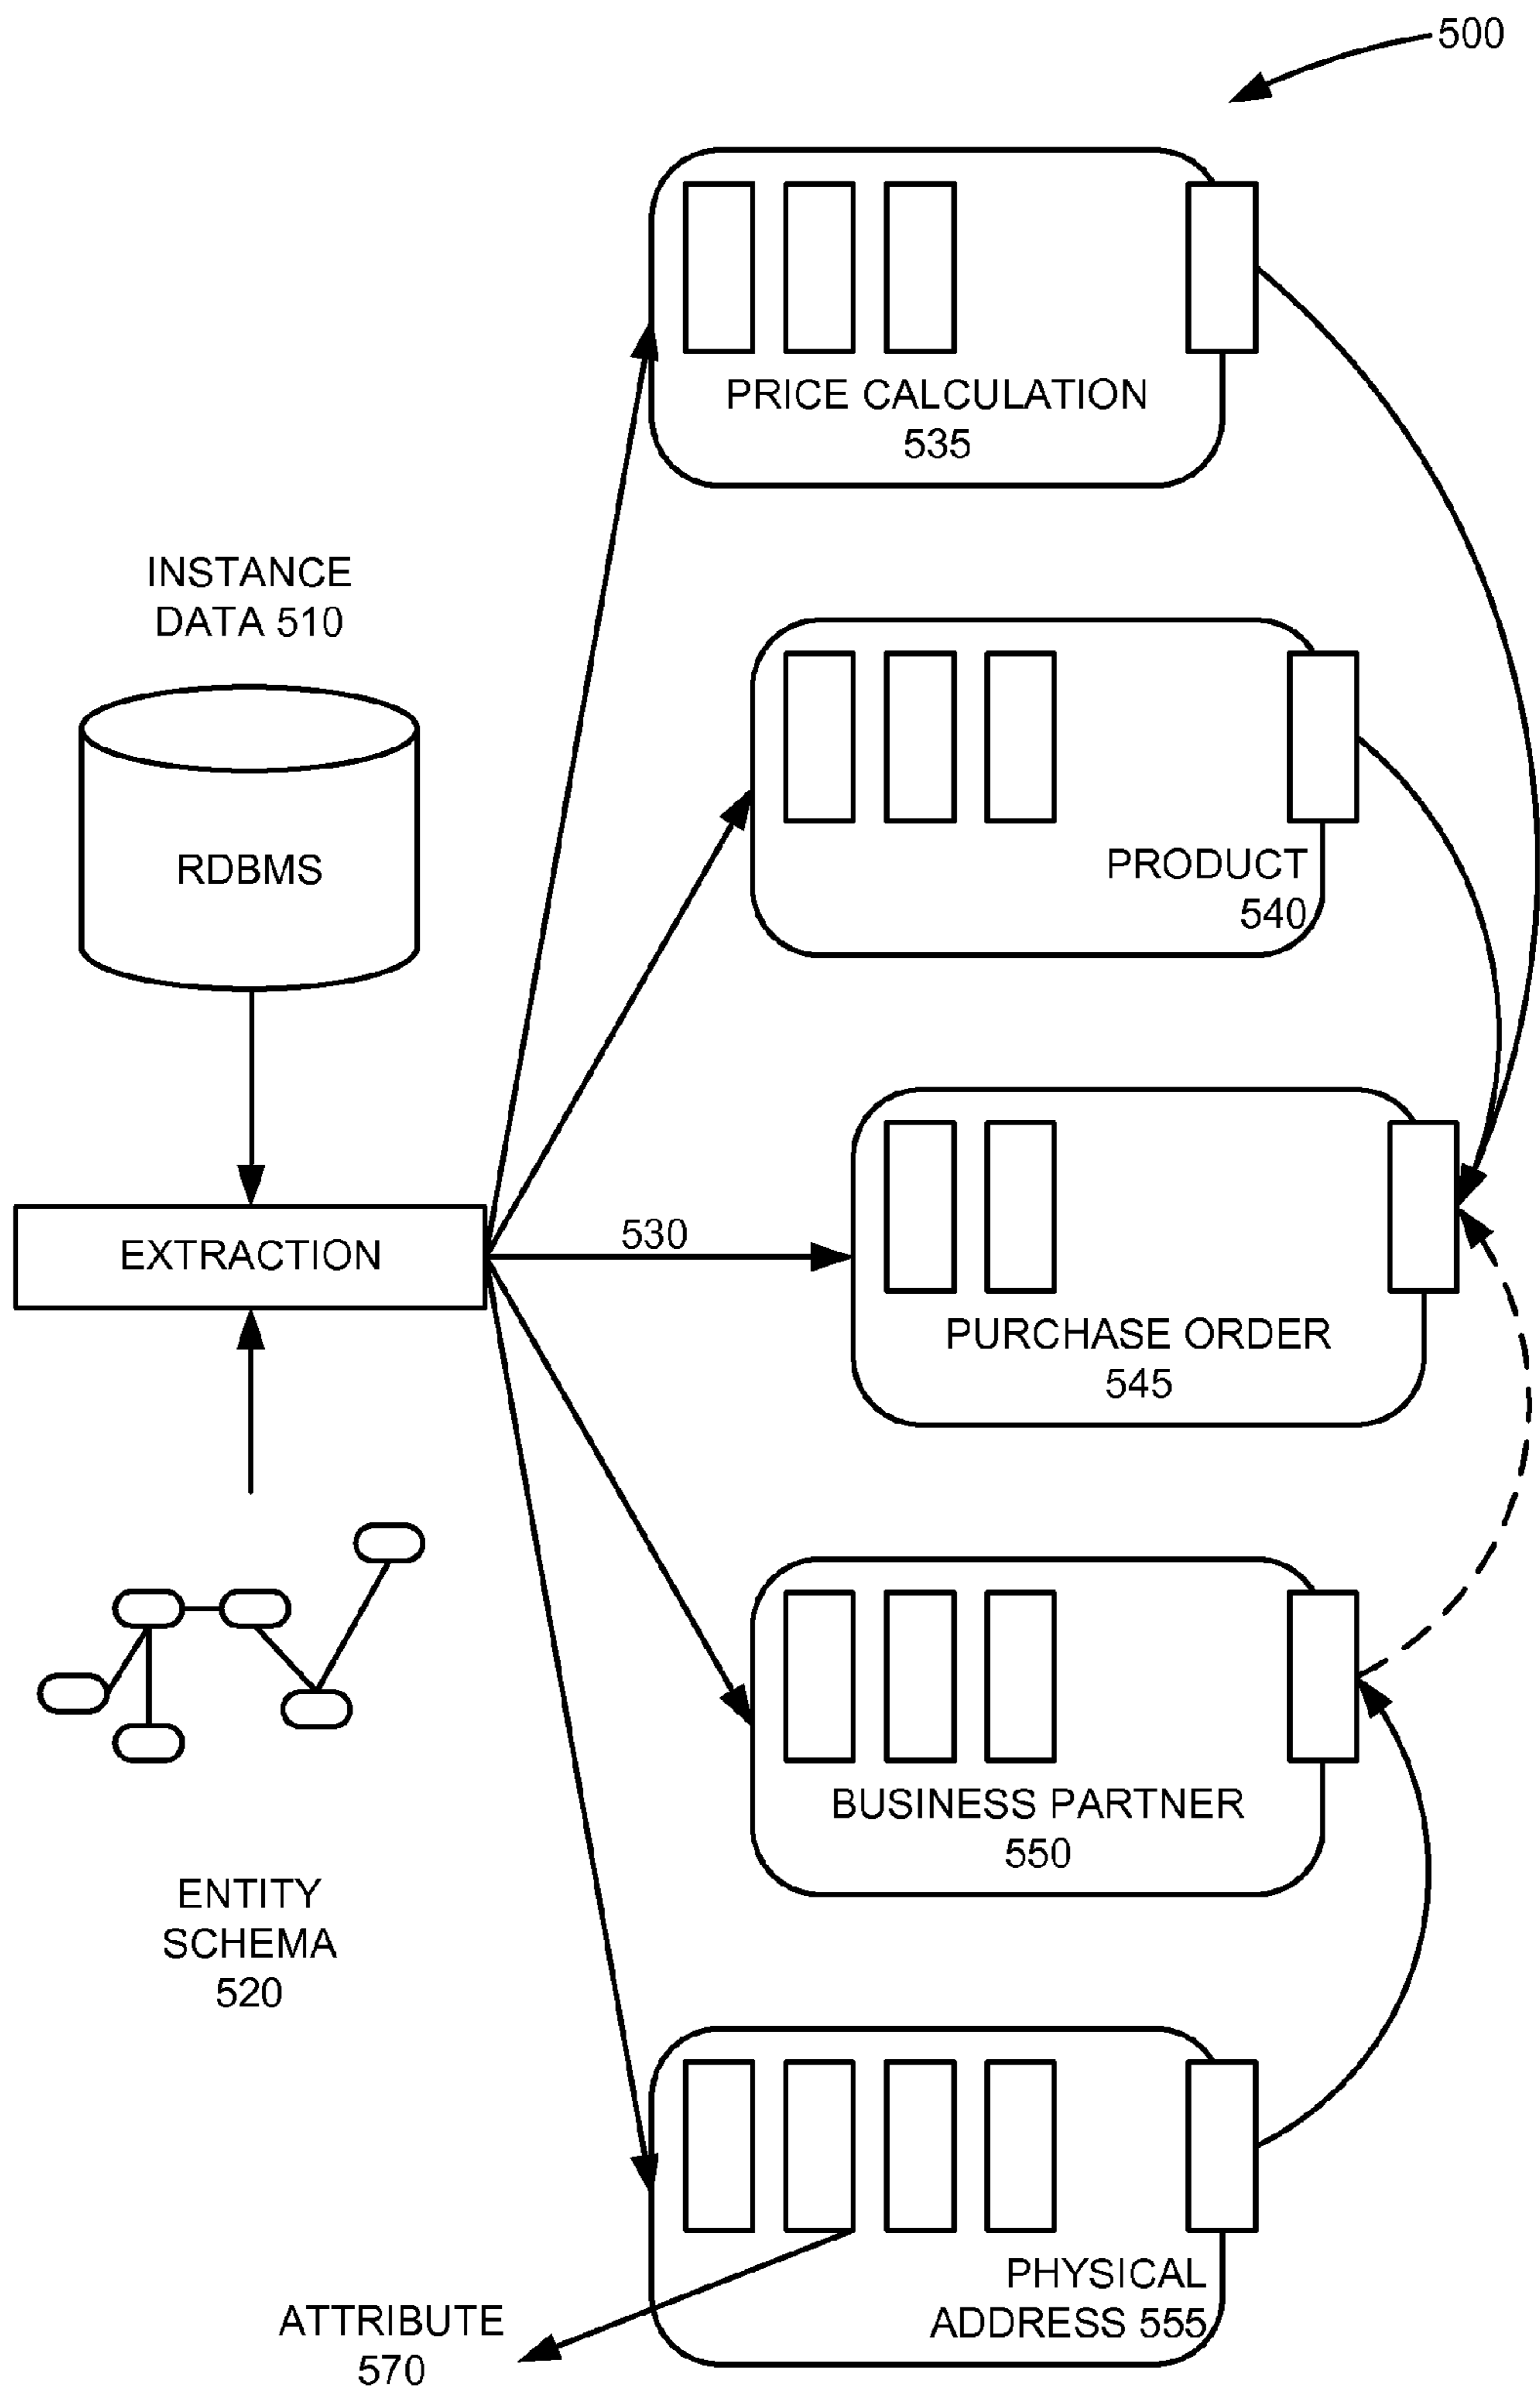 500
PRICE CALCULATION
535
INSTANCE
DATA 510
RDBMS
PRODUCT
540
EXTRACTION
530
PURCHASE ORDER
545
BUSINESS PARTNER
550
ENTITY
SCHEMA
520
PHYSICAL
ADDRESS 555
ATTRIBUTE
570